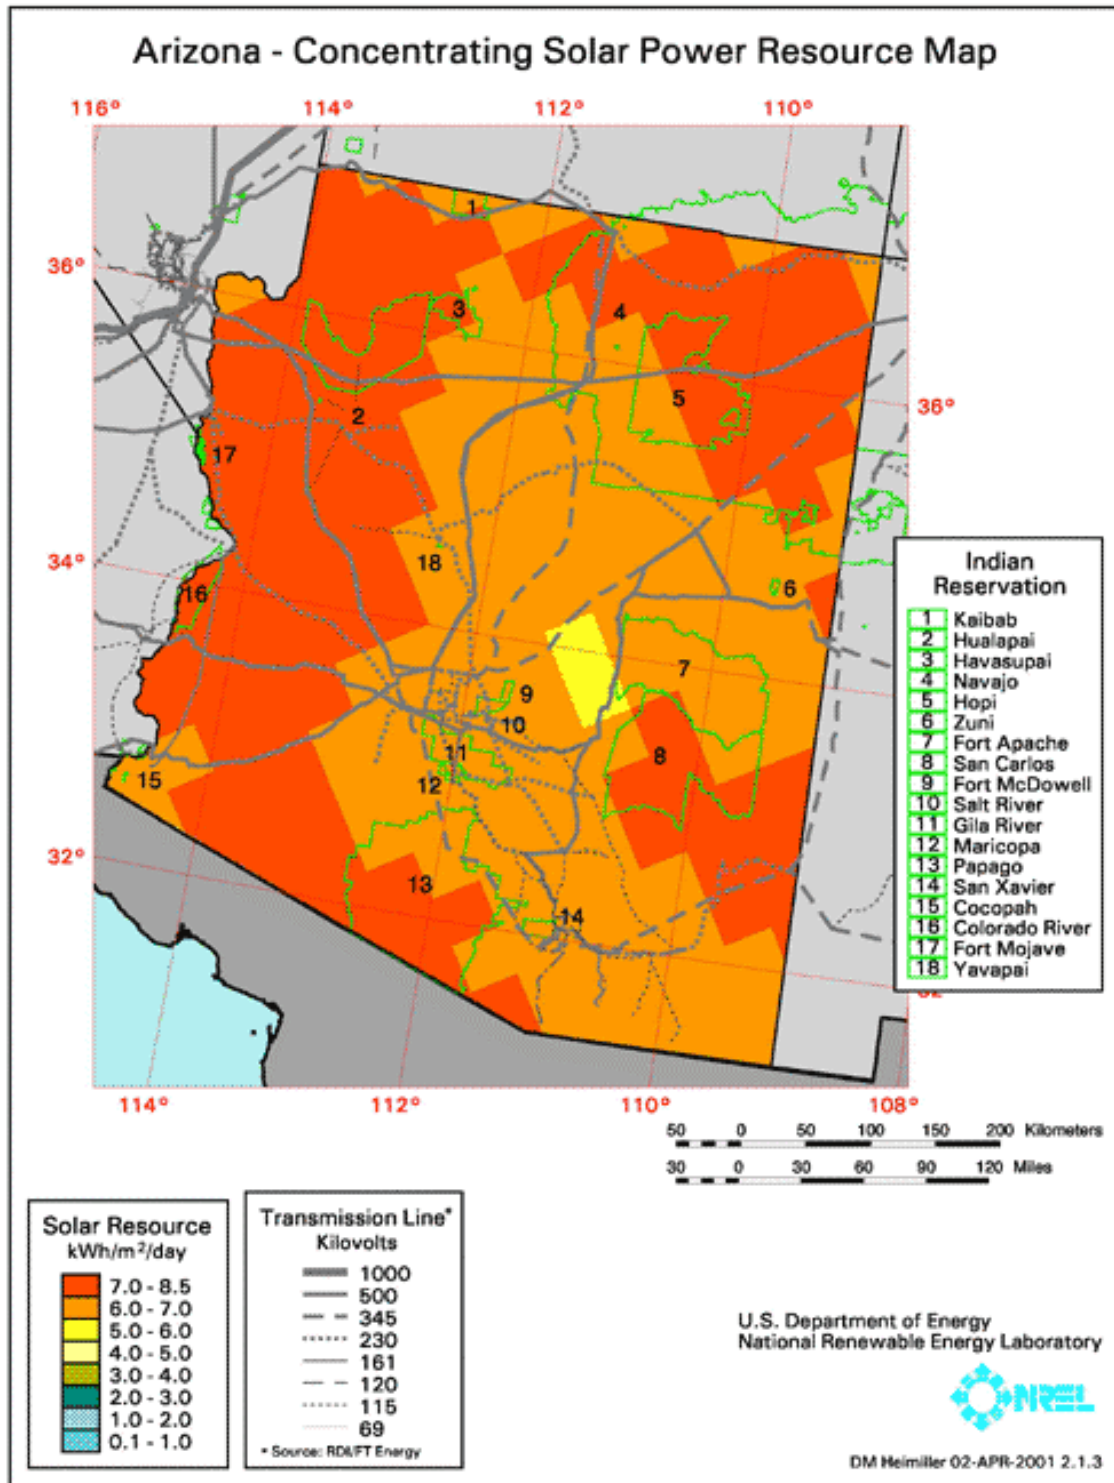 Arizona - Concentrating Solar Power Resource Map
116° 114° 112° 110°
36°
34°
32°
36°
114° 112° 110° 108°
1
3
4
2
5
17
18
16
6
7
9
10
8
11
15
12
13
14
Indian
Reservation
1 Kaibab
2 Hualapai
3 Havasupai
4 Navajo
5 Hopi
6 Zuni
7 Fort Apache
8 San Carlos
9 Fort McDowell
10 Salt River
11 Gila River
12 Maricopa
13 Papago
14 San Xavier
15 Cocopah
16 Colorado River
17 Fort Mojave
18 Yavapai
50 0 50 100 150 200 Kilometers
30 0 30 60 90 120 Miles
Solar Resource
kWh/m²/day
7.0 - 8.5
6.0 - 7.0
5.0 - 6.0
4.0 - 5.0
3.0 - 4.0
2.0 - 3.0
1.0 - 2.0
0.1 - 1.0
Transmission Line*
Kilovolts
1000
500
345
230
161
120
115
69
* Source: RDI/FT Energy
U.S. Department of Energy
National Renewable Energy Laboratory
NREL
DM Heimiller 02-APR-2001 2.1.3